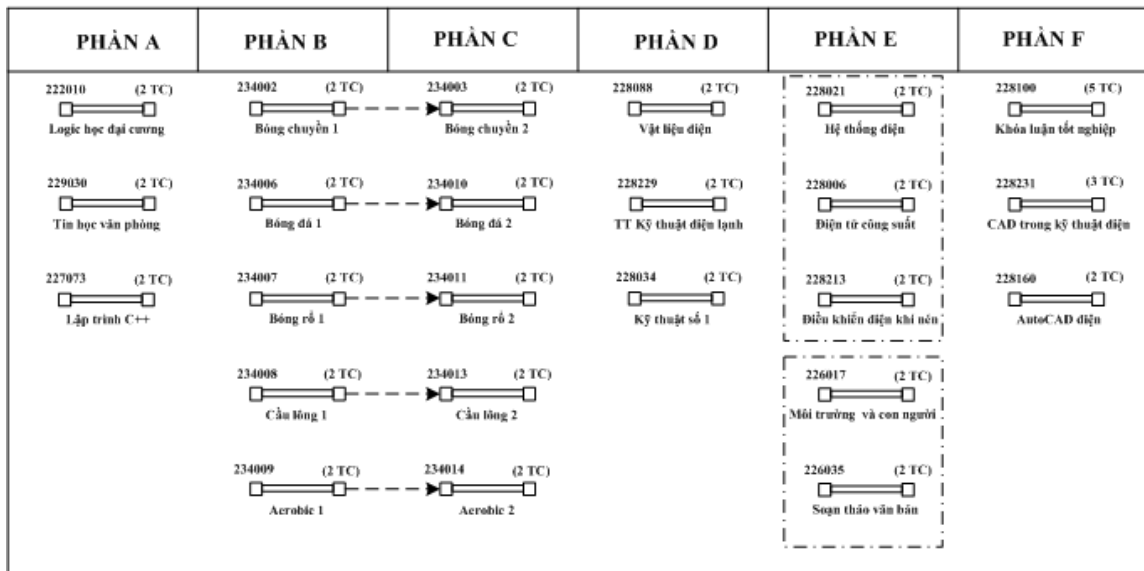 PHẦN A PHẦN B PHẦN C PHẦN D PHẦN E PHẦN F
222010 (2 TC) 234002 (2 TC) 234003 (2 TC) 228088 (2 TC) 228021 (2 TC) 228100 (5 TC)
Logic học đại cương Bóng chuyền 1 Bóng chuyền 2 Vật liệu điện Hệ thống điện Khóa luận tốt nghiệp
229030 (2 TC) 234006 (2 TC) 234010 (2 TC) 228229 (2 TC) 228006 (2 TC) 228231 (3 TC)
Tin học văn phòng Bóng đá 1 Bóng đá 2 TT Kỹ thuật điện lạnh Điện tử công suất CAD trong kỹ thuật điện
227073 (2 TC) 234007 (2 TC) 234011 (2 TC) 228034 (2 TC) 228213 (2 TC) 228160 (2 TC)
Lập trình C++ Bóng rổ 1 Bóng rổ 2 Kỹ thuật số 1 Điều khiển điện khí nén AutoCAD điện
234008 (2 TC) 234013 (2 TC) 226017 (2 TC)
Cầu lông 1 Cầu lông 2 Môi trường và con người
234009 (2 TC) 234014 (2 TC) 226035 (2 TC)
Aerobic 1 Aerobic 2 Soạn thảo văn bản